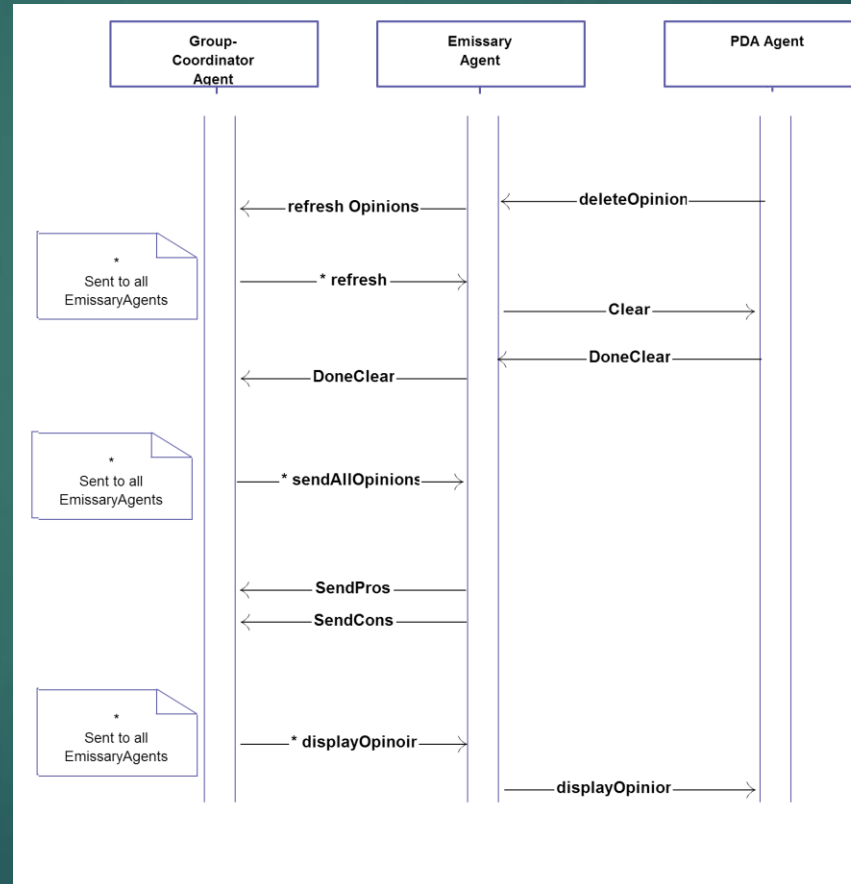 Group-
Coordinator
Agent
Emissary
Agent
PDA Agent
deleteOpinion
refresh Opinions
*
Sent to all
EmissaryAgents
* refresh
Clear
DoneClear
DoneClear
*
Sent to all
EmissaryAgents
* sendAllOpinions
SendPros
SendCons
*
Sent to all
EmissaryAgents
* displayOpinoir
displayOpinior